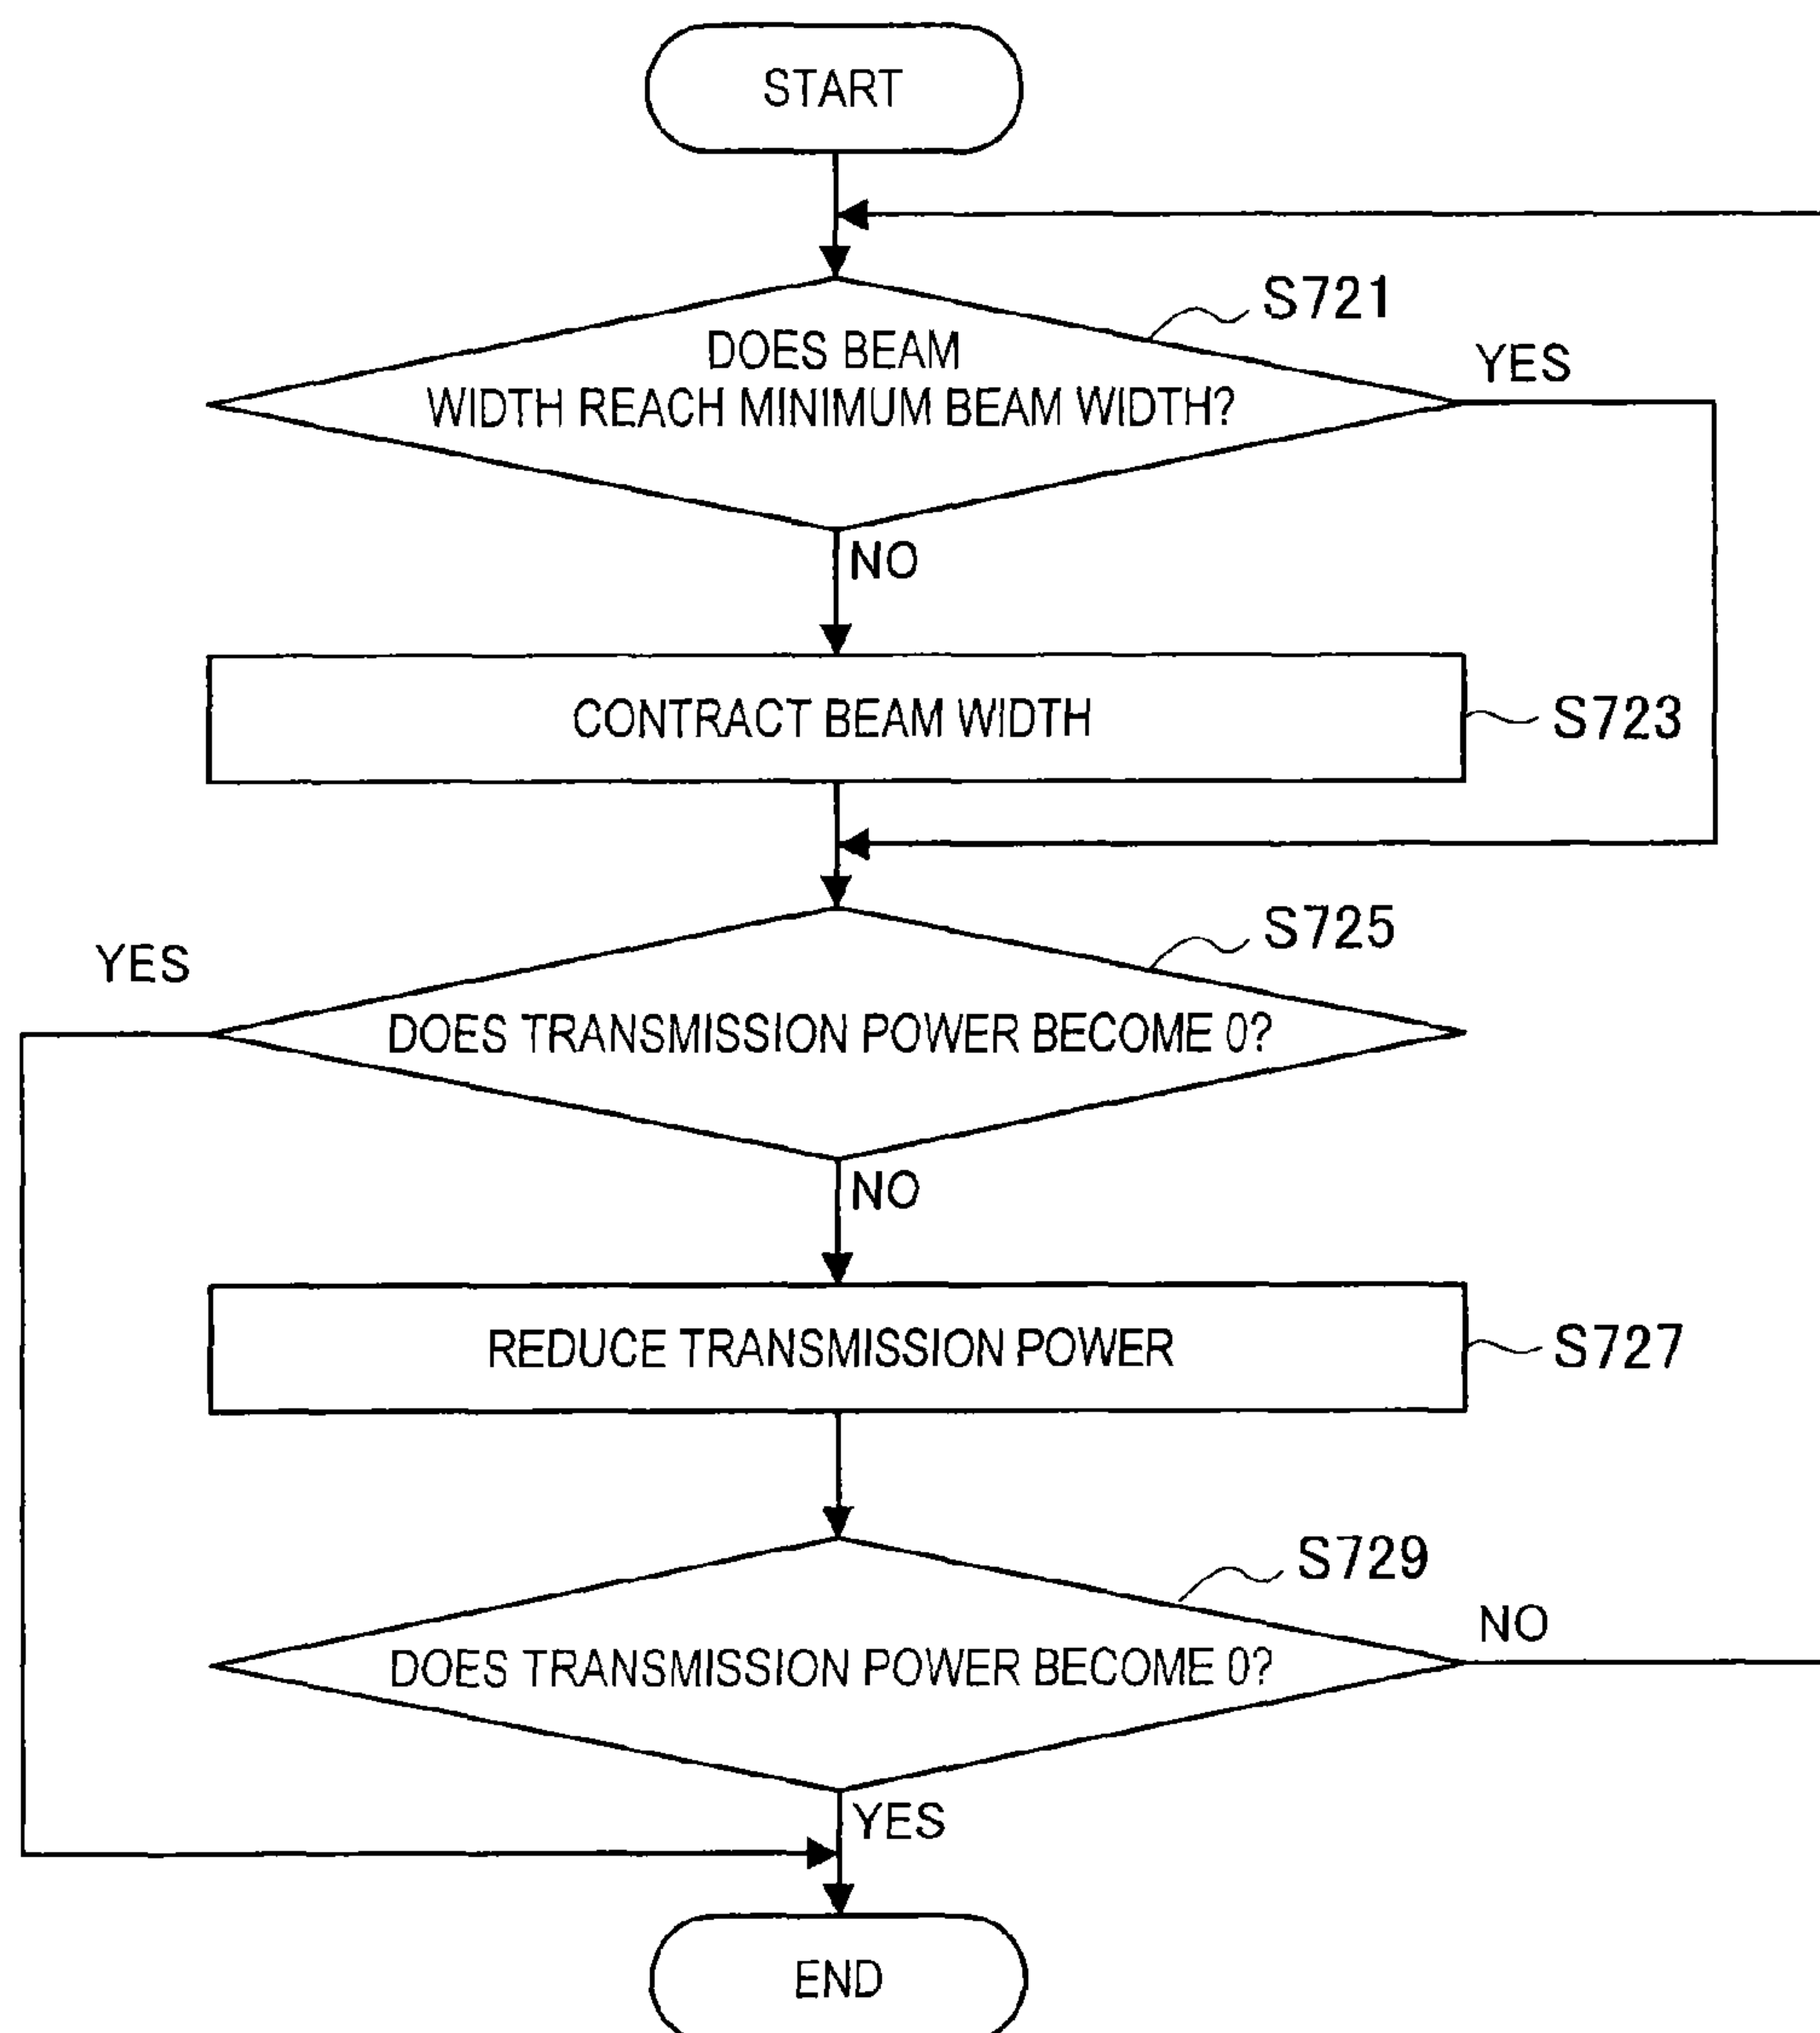 START
S721
DOES BEAM
WIDTH REACH MINIMUM BEAM WIDTH?
YES
NO
CONTRACT BEAM WIDTH
S723
S725
YES
DOES TRANSMISSION POWER BECOME 0?
NO
REDUCE TRANSMISSION POWER
S727
S729
NO
DOES TRANSMISSION POWER BECOME 0?
YES
END